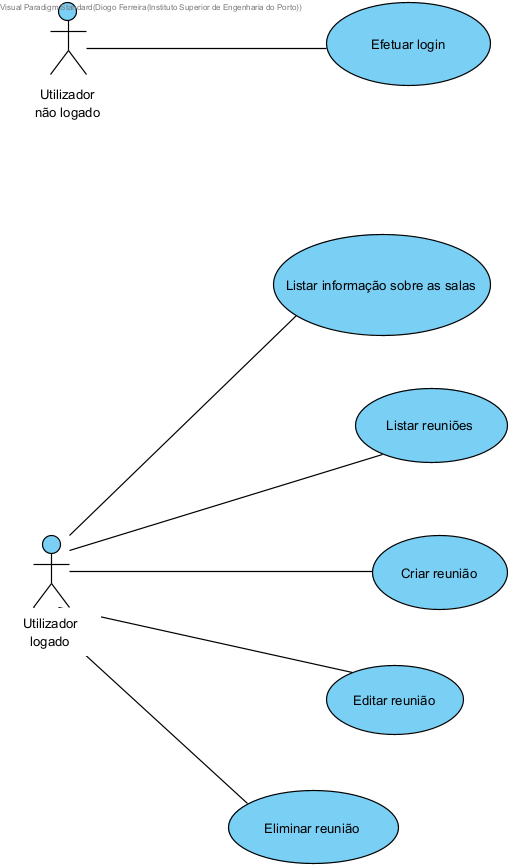 Visual Paradigm Standard(Diogo Ferreira(Instituto Superior de Engenharia do Porto))
Efetuar login
Utilizador
não logado
Listar informação sobre as salas
Listar reuniões
Criar reunião
Utilizador
logado
Editar reunião
Eliminar reunião